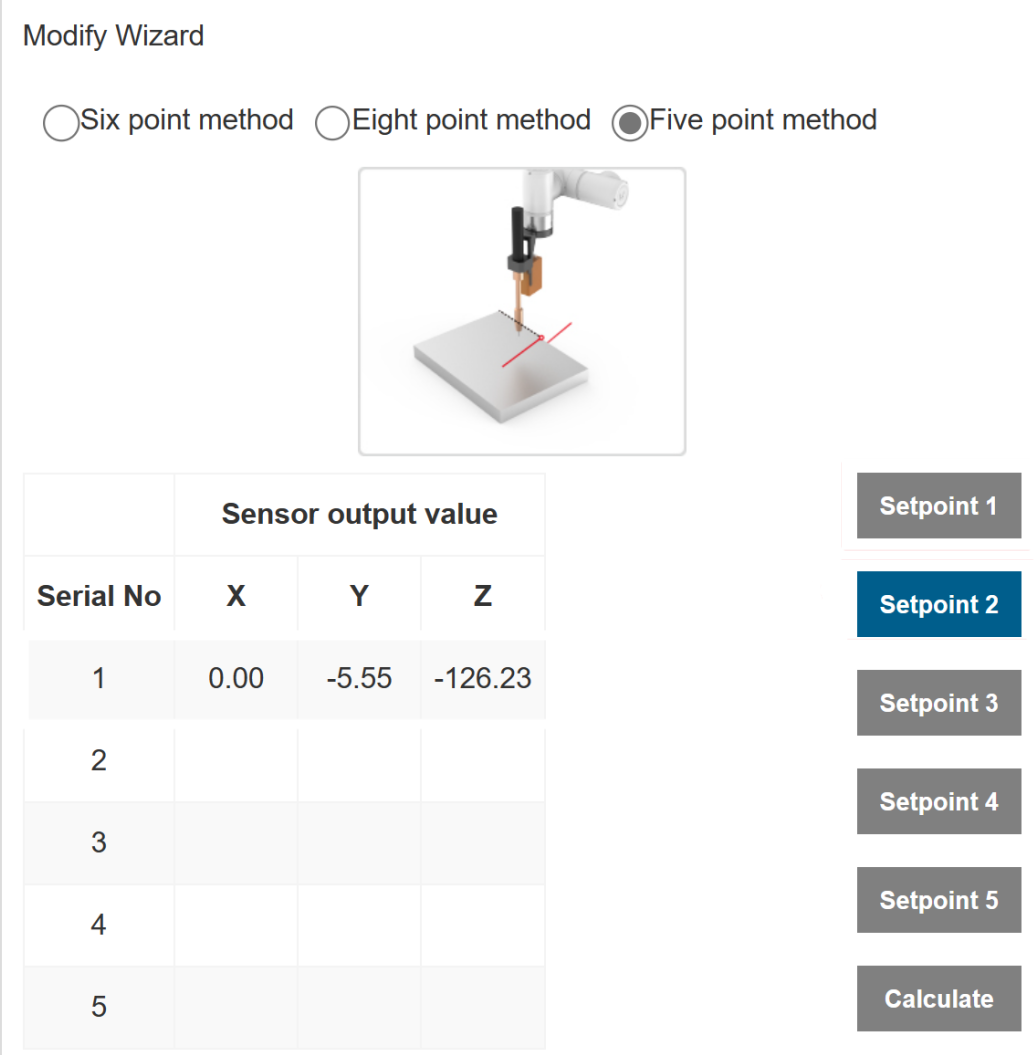 Modify Wizard
Six point method Eight point method Five point method
Sensor output value
Serial No X Y Z
1 0.00 -5.55 -126.23
2
3
4
5
Setpoint 1
Setpoint 2
Setpoint 3
Setpoint 4
Setpoint 5
Calculate